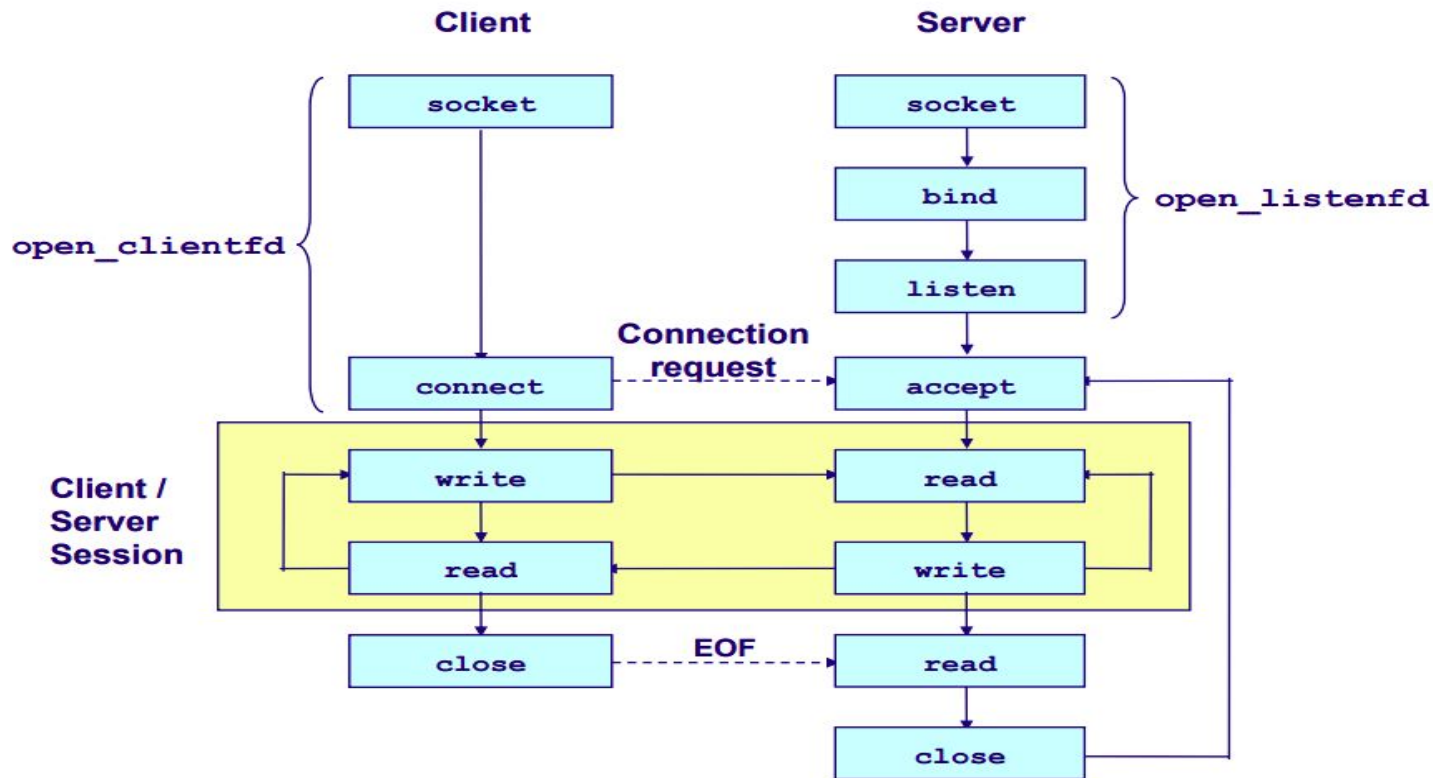 Client
Server
socket
socket
bind
open_clientfd
open_listenfd
listen
Connection
request
connect
accept
Client /
Server
Session
write
read
read
write
close
EOF
read
close